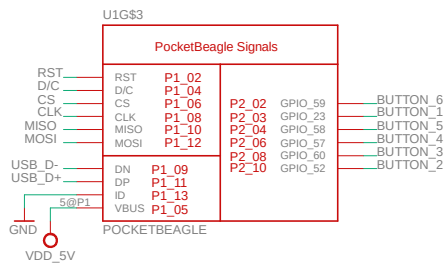 U1G$3
PocketBeagle Signals
RST RST P1_02
D/C D/C P1_04
CS CS P1_06
CLK CLK P1_08
MISO MISO P1_10
MOSI MOSI P1_12
P2_02 GPIO_59 BUTTON_6
P2_03 GPIO_23 BUTTON_1
P2_04 GPIO_58 BUTTON_5
P2_06 GPIO_57 BUTTON_4
P2_08 GPIO_60 BUTTON_3
P2_10 GPIO_52 BUTTON_2
USB_D- DN P1_09
USB_D+ DP P1_11
ID P1_13
5@P1 VBUS P1_05
GND
POCKETBEAGLE
VDD_5V